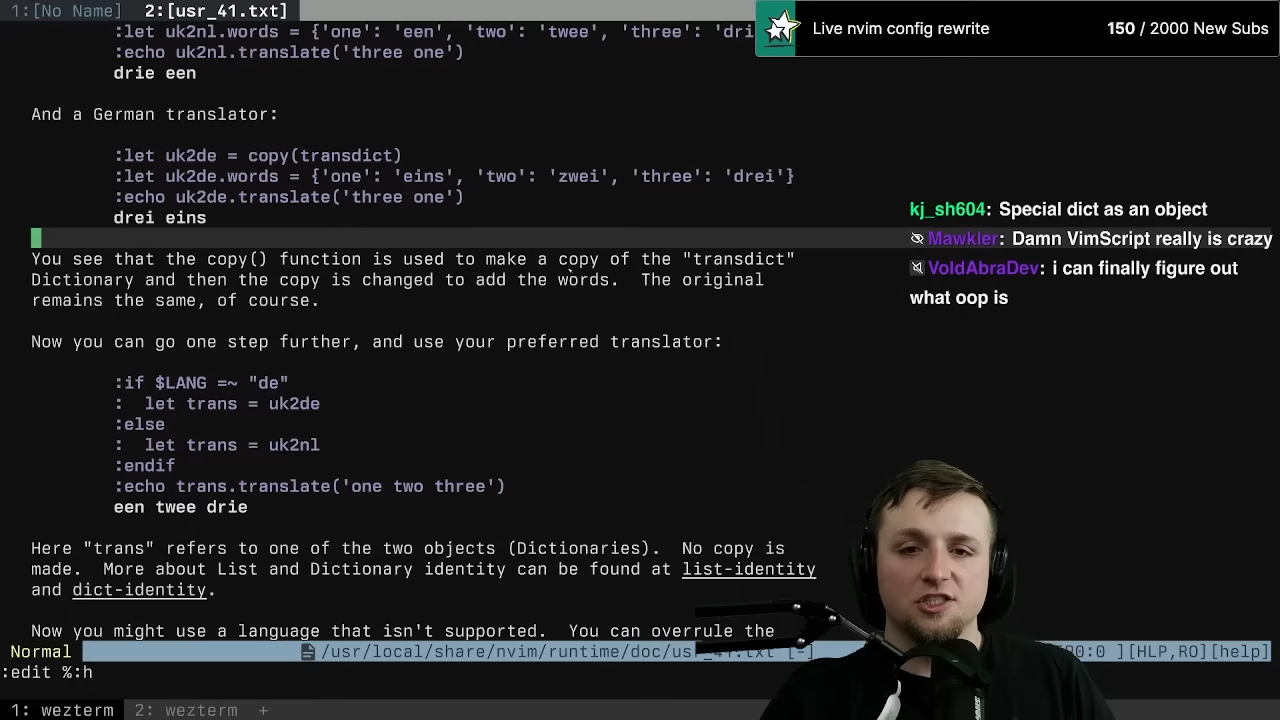 1:[No Name]  2:[usr_41.txt]
Live nvim config rewrite 150 / 2000 New Subs
:let uk2nl.words = {'one': 'een', 'two': 'twee', 'three': 'dri
:echo uk2nl.translate('three one')
drie een
And a German translator:
:let uk2de = copy(transdict)
:let uk2de.words = {'one': 'eins', 'two': 'zwei', 'three': 'drei'}
:echo uk2de.translate('three one')
drei eins
kj_sh604: Special dict as an object
Mawkler: Damn VimScript really is crazy
VoldAbraDev: i can finally figure out
what oop is
You see that the copy() function is used to make a copy of the "transdict"
Dictionary and then the copy is changed to add the words.  The original
remains the same, of course.
Now you can go one step further, and use your preferred translator:
:if $LANG =~ "de"
:  let trans = uk2de
:else
:  let trans = uk2nl
:endif
:echo trans.translate('one two three')
een twee drie
Here "trans" refers to one of the two objects (Dictionaries).  No copy is
made.  More about List and Dictionary identity can be found at list-identity
and dict-identity.
Now you might use a language that isn't supported.  You can overrule the
Normal /usr/local/share/nvim/runtime/doc/usr_41.txt [-] :0 ][HLP,RO][help]
:edit %:h
1: wezterm  2: wezterm  +